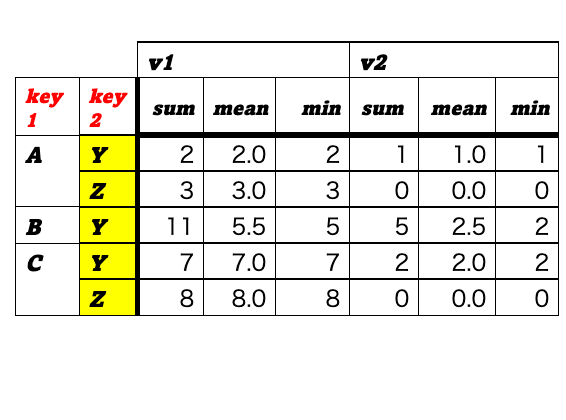 v1 v2
key 1 key 2 sum mean min sum mean min
A Y 2 2.0 2 1 1.0 1
Z 3 3.0 3 0 0.0 0
B Y 11 5.5 5 5 2.5 2
C Y 7 7.0 7 2 2.0 2
Z 8 8.0 8 0 0.0 0